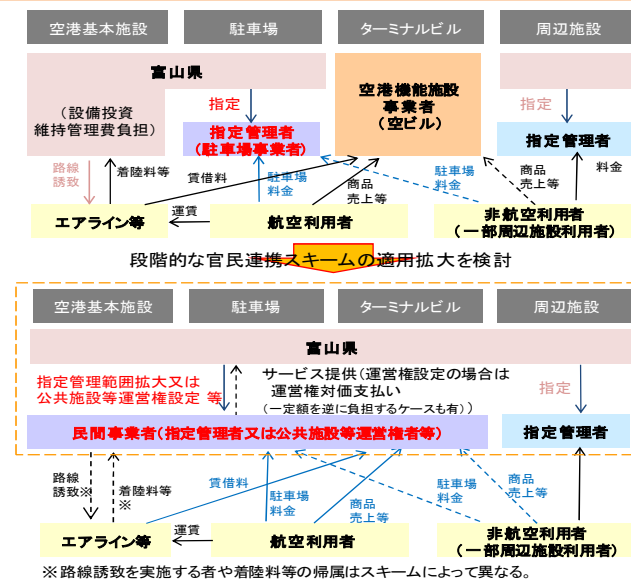 空港基本施設
駐車場
ターミナルビル
周辺施設
富山県
(設備投資
維持管理費負担)
指定
指定管理者
(駐車場事業者)
空港機能施設
事業者
(空ビル)
指定
指定管理者
路線
誘致
着陸料等
賃借料
駐車場
料金
商品
売上等
駐車場
料金
商品
売上等
料金
エアライン等
運賃
航空利用者
非航空利用者
(一部周辺施設利用者)
段階的な官民連携スキームの適用拡大を検討
空港基本施設
駐車場
ターミナルビル
周辺施設
富山県
指定管理範囲拡大又は
公共施設等運営権設定 等
サービス提供(運営権設定の場合は
運営権対価支払い
(一定額を逆に負担するケースも有))
指定
民間事業者(指定管理者又は公共施設等運営権者等)
指定管理者
路線
誘致※
着陸料等
※
賃借料
駐車場
料金
商品
売上等
駐車場
料金
商品
売上等
エアライン等
運賃
航空利用者
非航空利用者
(一部周辺施設利用者)
※路線誘致を実施する者や着陸料等の帰属はスキームによって異なる。